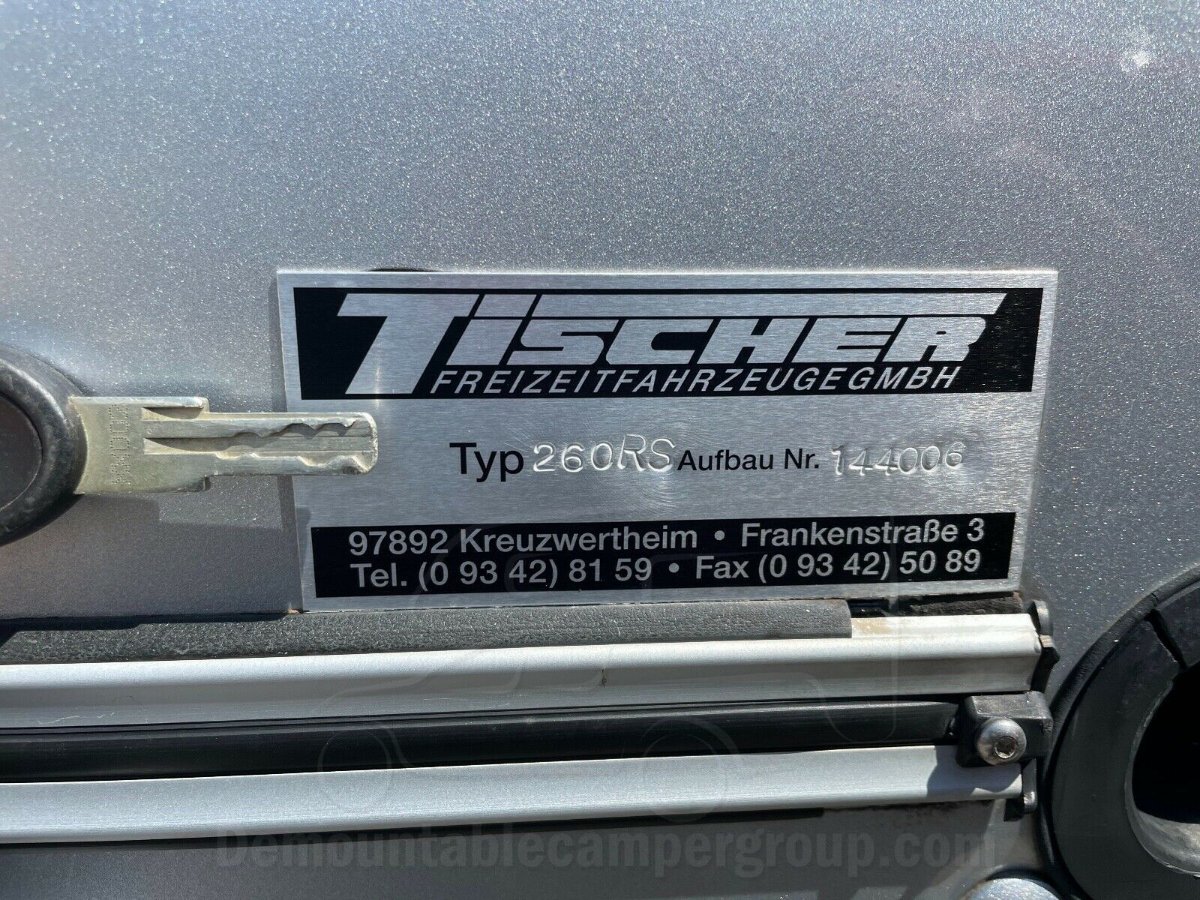 TISCHER
FREIZEITFAHRZEUGE GMBH
Typ 260RS Aufbau Nr. 144006
97892 Kreuzwertheim • Frankenstraße 3
Tel. (0 93 42) 81 59 • Fax (0 93 42) 50 89
Demountablecampergroup.com